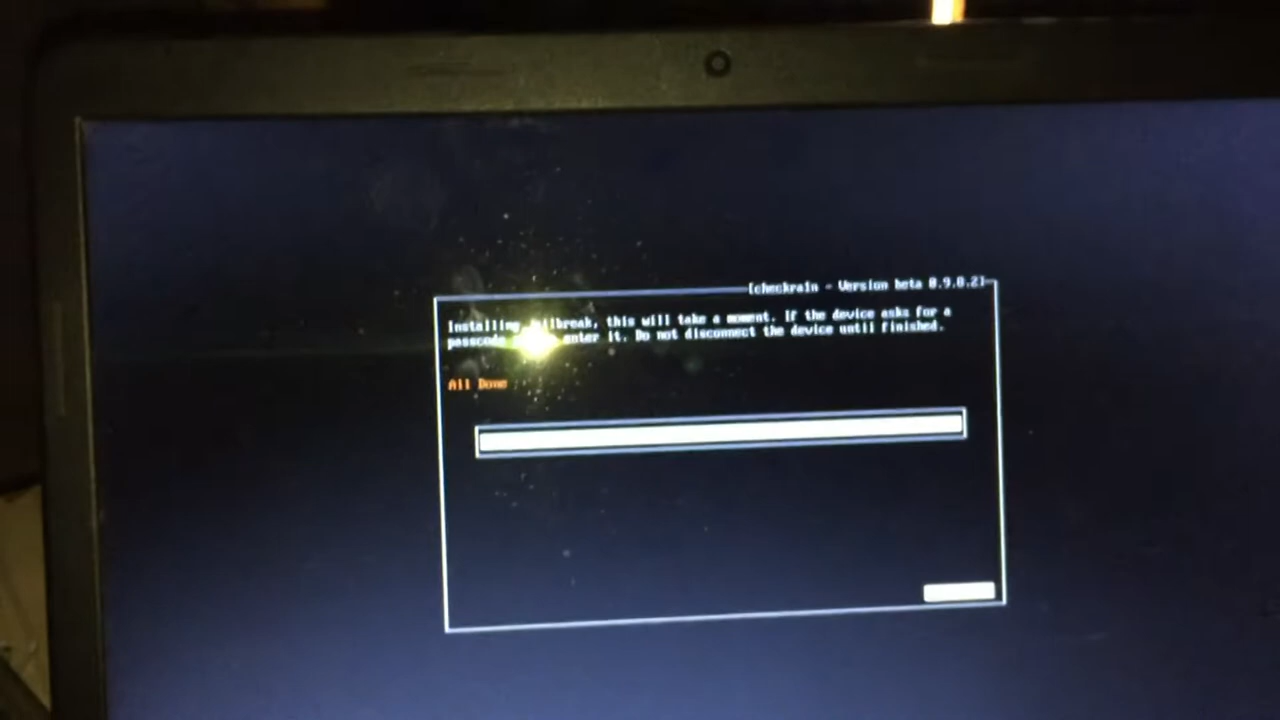 [checkra1n - Version beta 0.9.8.2]
Installing jailbreak, this will take a moment. If the device asks for a
passcode enter it. Do not disconnect the device until finished.
All Done